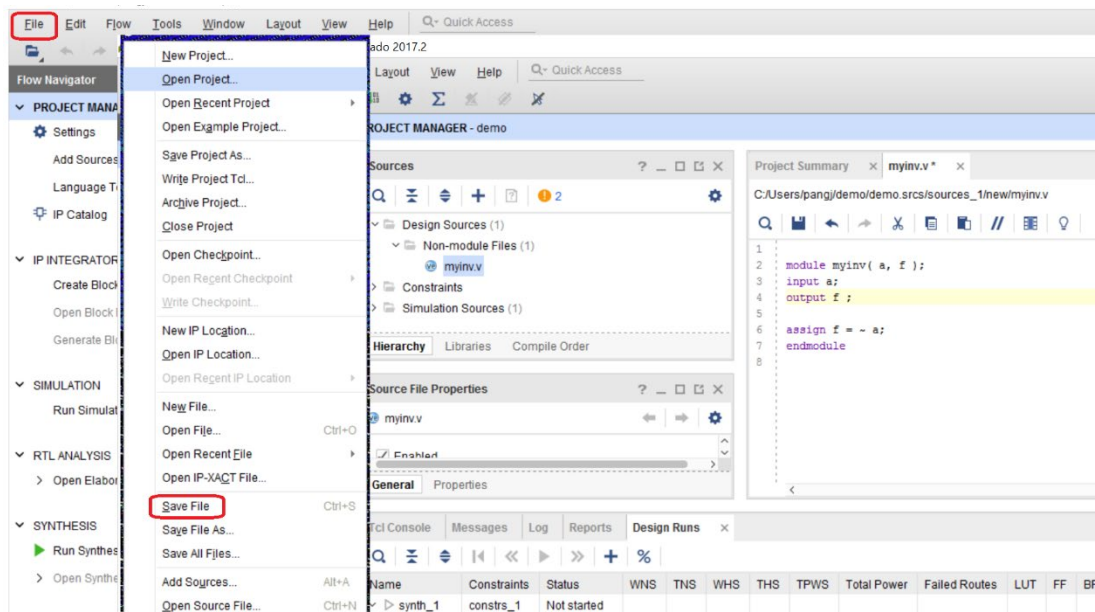 File Edit Flow Tools Window Layout View Help Q- Quick Access
ado 2017.2
Flow Navigator
PROJECT MANA
Settings
Add Sources
Language T
IP Catalog
IP INTEGRATOR
Create Block
Open Block
Generate Bl
SIMULATION
Run Simulat
RTL ANALYSIS
Open Elabor
SYNTHESIS
Run Synthes
Open Synthe
New Project...
Open Project...
Open Recent Project
Open Example Project...
Save Project As...
Write Project Tcl...
Archive Project...
Close Project
Open Checkpoint...
Open Recent Checkpoint
Write Checkpoint...
New IP Location...
Open IP Location...
Open Recent IP Location
New File...
Open File... Ctrl+O
Open Recent File
Open IP-XACT File...
Save File Ctrl+S
Save File As...
Save All Files...
Add Sources... Alt+A
Open Source File... Ctrl+N
Layout View Help Q- Quick Access
ROJECT MANAGER - demo
Sources
2
Design Sources (1)
Non-module Files (1)
myinv.v
Constraints
Simulation Sources (1)
Hierarchy Libraries Compile Order
Source File Properties
myinv.v
Enabled
General Properties
Project Summary myinv.v *
C:/Users/pangj/demo/demo.srcs/sources_1/new/myinv.v
1
2 module myinv( a, f );
3 input a;
4 output f ;
5
6 assign f = ~ a;
7 endmodule
8
Tcl Console Messages Log Reports Design Runs
Name Constraints Status WNS TNS WHS THS TPWS Total Power Failed Routes LUT FF BR
synth_1 constrs_1 Not started